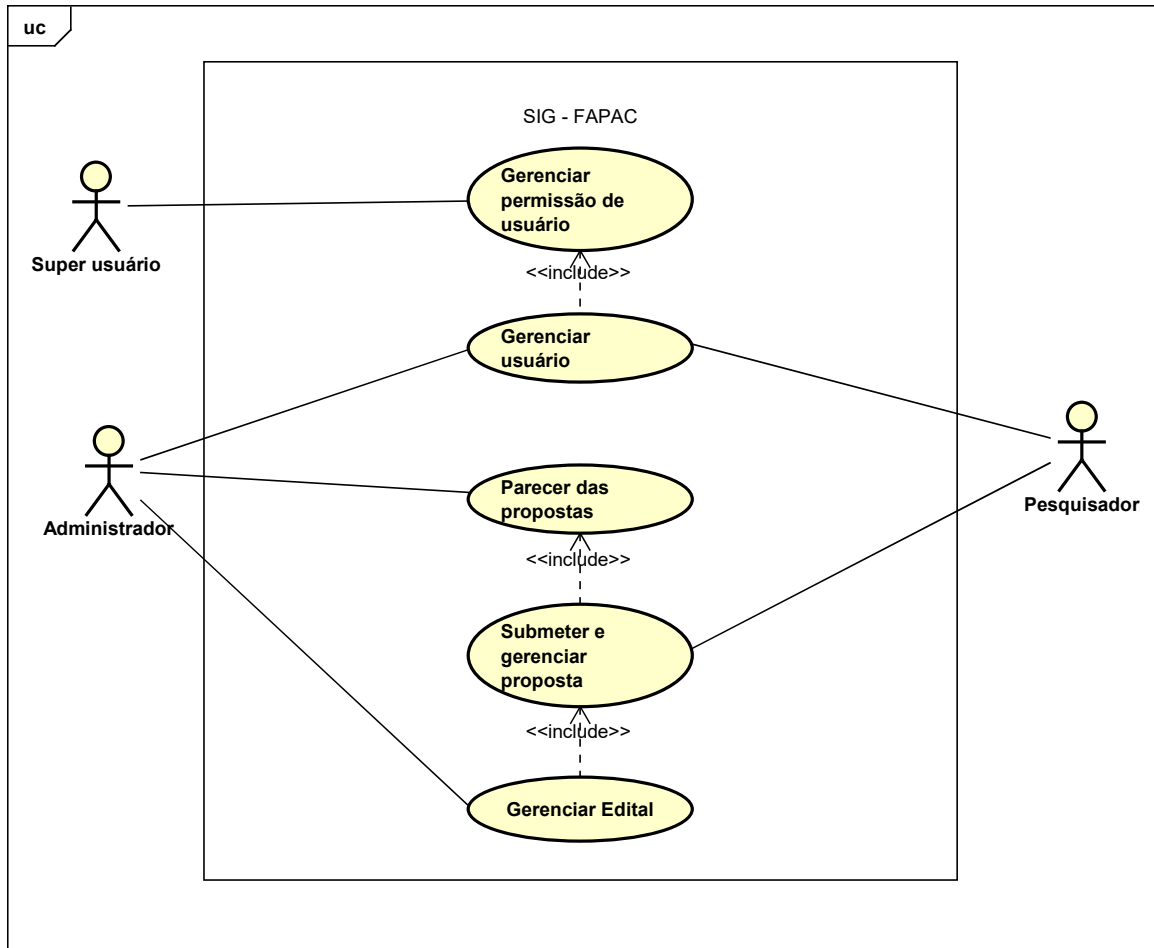 uc
SIG - FAPAC
Gerenciar
permissão de
usuário
Super usuário
<<include>>
Gerenciar
usuário
Parecer das
propostas
Administrador
Pesquisador
<<include>>
Submeter e
gerenciar
proposta
<<include>>
Gerenciar Edital